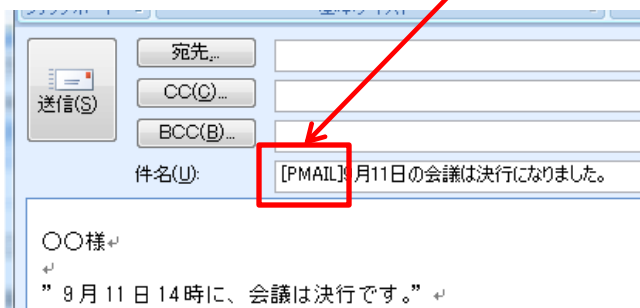 宛先...
CC(C)...
送信(S)
BCC(B)...
件名(U):
[PMAIL]9月11日の会議は決行になりました。
〇〇様↵
↵
”９月11日14時に、会議は決行です。”↵